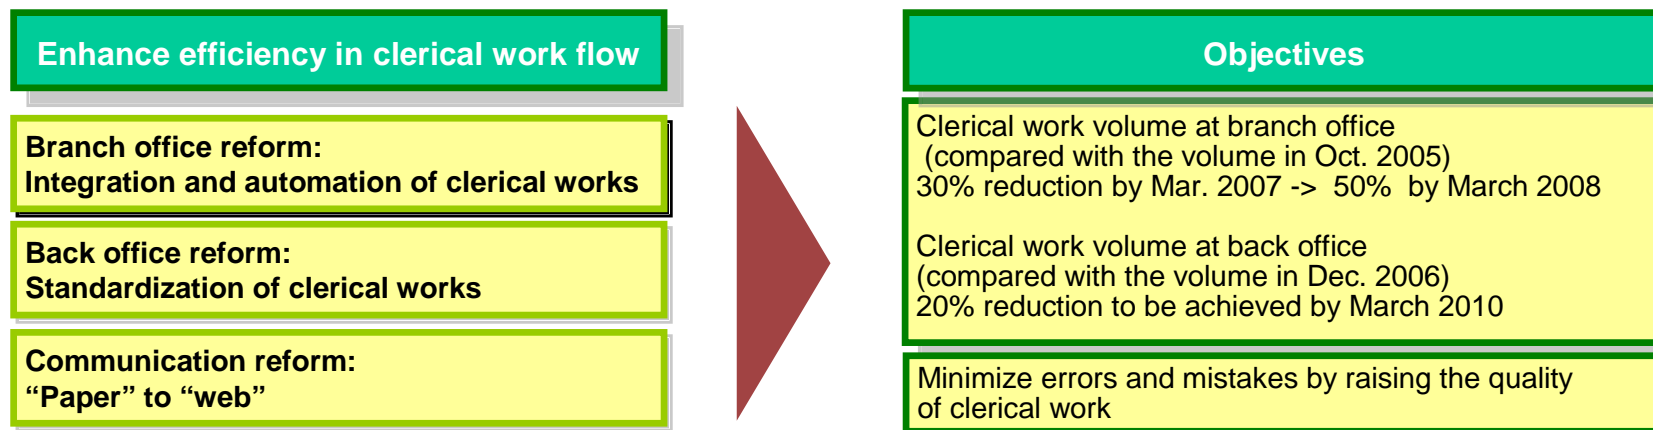 Enhance efficiency in clerical work flow
Branch office reform:
Integration and automation of clerical works
Back office reform:
Standardization of clerical works
Communication reform:
“Paper” to “web”
Objectives
Clerical work volume at branch office
(compared with the volume in Oct. 2005)
30% reduction by Mar. 2007 -> 50% by March 2008
Clerical work volume at back office
(compared with the volume in Dec. 2006)
20% reduction to be achieved by March 2010
Minimize errors and mistakes by raising the quality
of clerical work